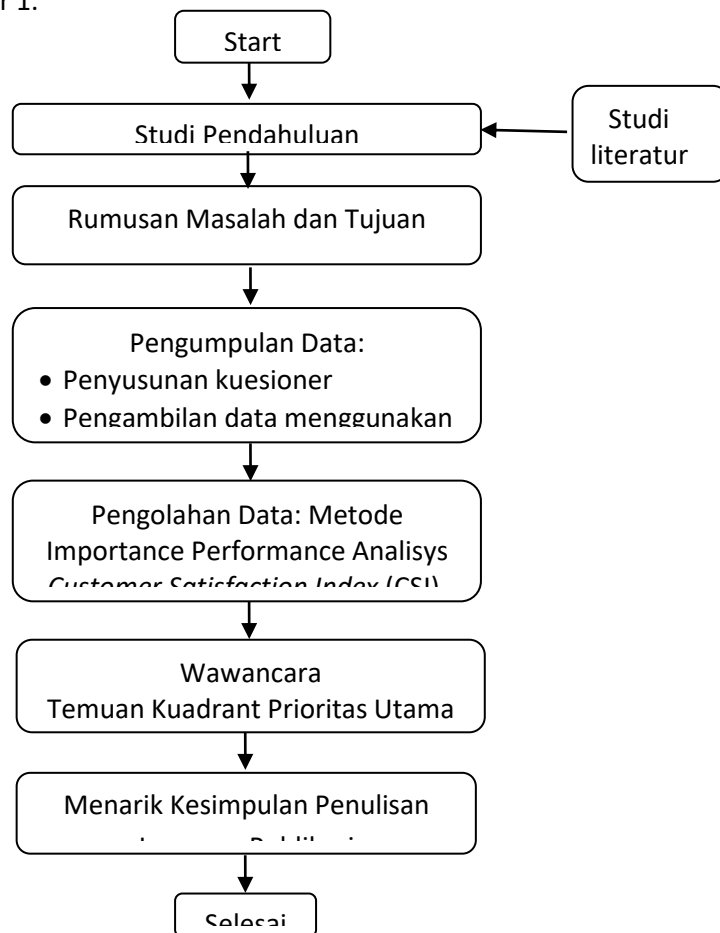 r 1.
Start
Studi Pendahuluan
Studi
literatur
Rumusan Masalah dan Tujuan
Pengumpulan Data:
• Penyusunan kuesioner
• Pengambilan data menggunakan
Pengolahan Data: Metode
Importance Performance Analisys
Customer Satisfaction Index (CSI)
Wawancara
Temuan Kuadrant Prioritas Utama
Menarik Kesimpulan Penulisan
Selesai